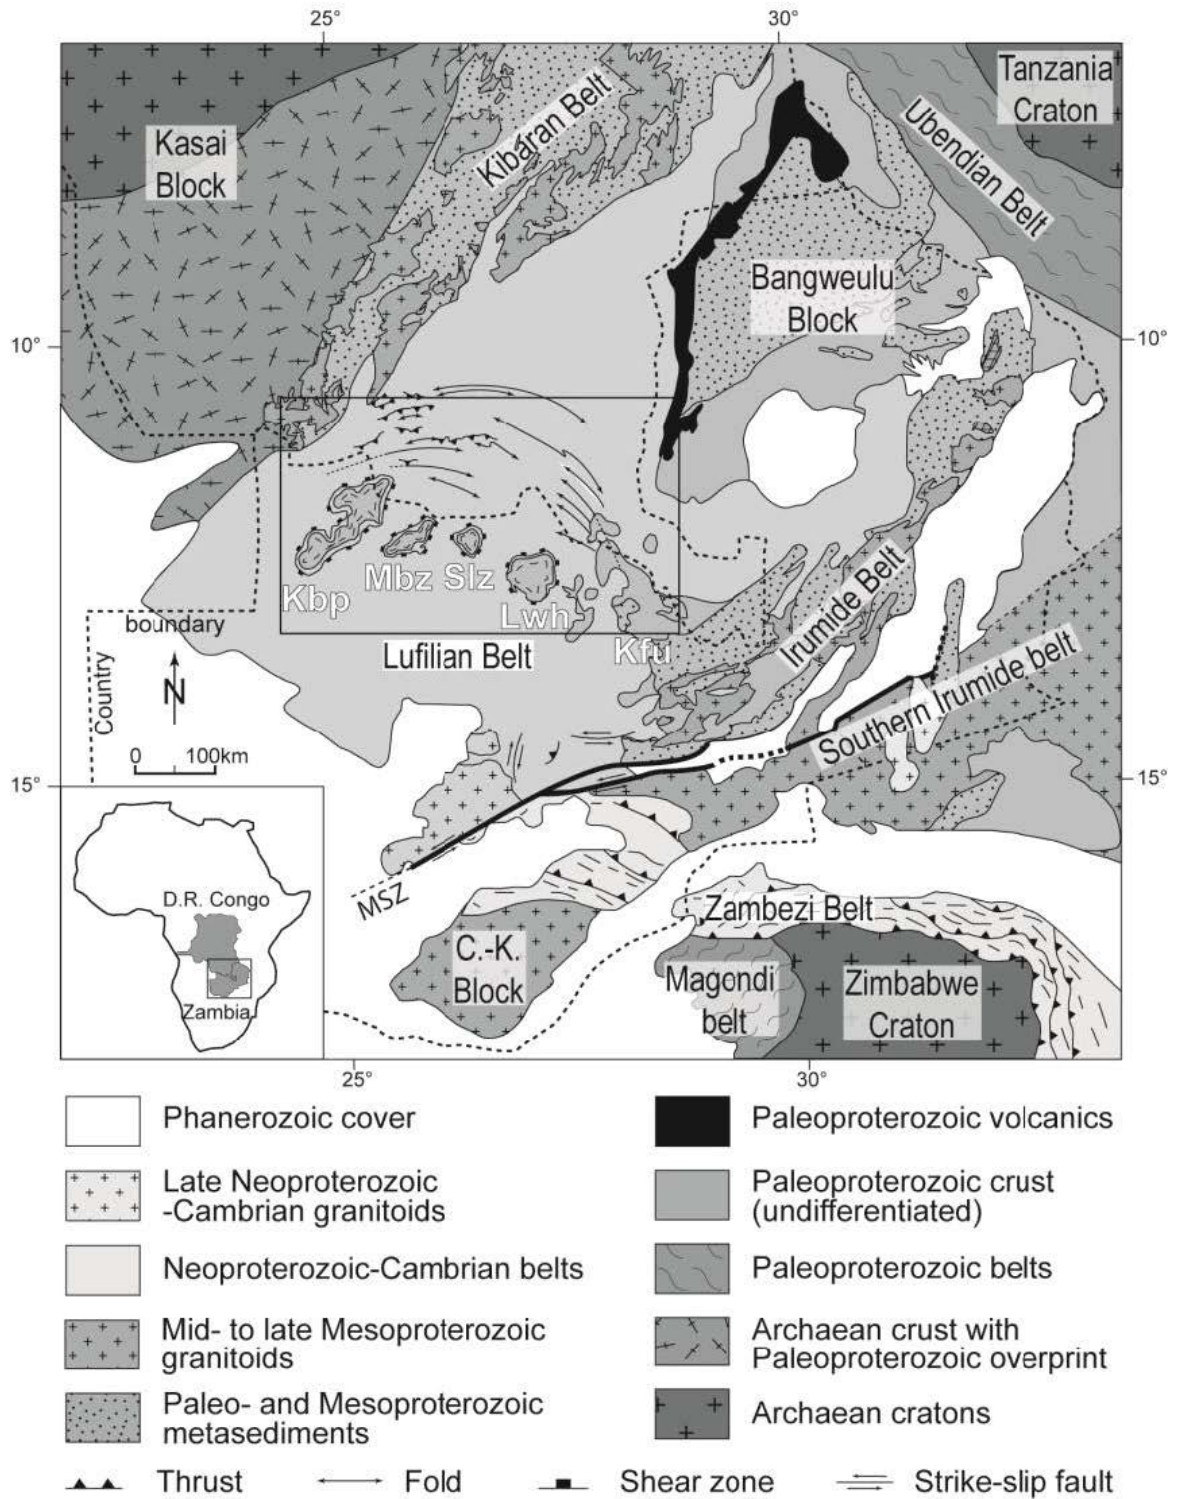 25°
30°
Kasai
Block
Kibaran Belt
Tanzania
Craton
Ubendian Belt
Bangweulu
Block
10°
10°
Kbp
Mbz
Slz
Lwh
Kfu
Lufilian Belt
Irumide Belt
Southern Irumide belt
boundary
Country
N
0
100km
15°
15°
MSZ
D.R. Congo
Zambia
C.-K.
Block
Zambezi Belt
Magondi
belt
Zimbabwe
Craton
25°
30°
Phanerozoic cover
Late Neoproterozoic
-Cambrian granitoids
Neoproterozoic-Cambrian belts
Mid- to late Mesoproterozoic
granitoids
Paleo- and Mesoproterozoic
metasediments
Paleoproterozoic volcanics
Paleoproterozoic crust
(undifferentiated)
Paleoproterozoic belts
Archaean crust with
Paleoproterozoic overprint
Archaean cratons
Thrust
Fold
Shear zone
Strike-slip fault